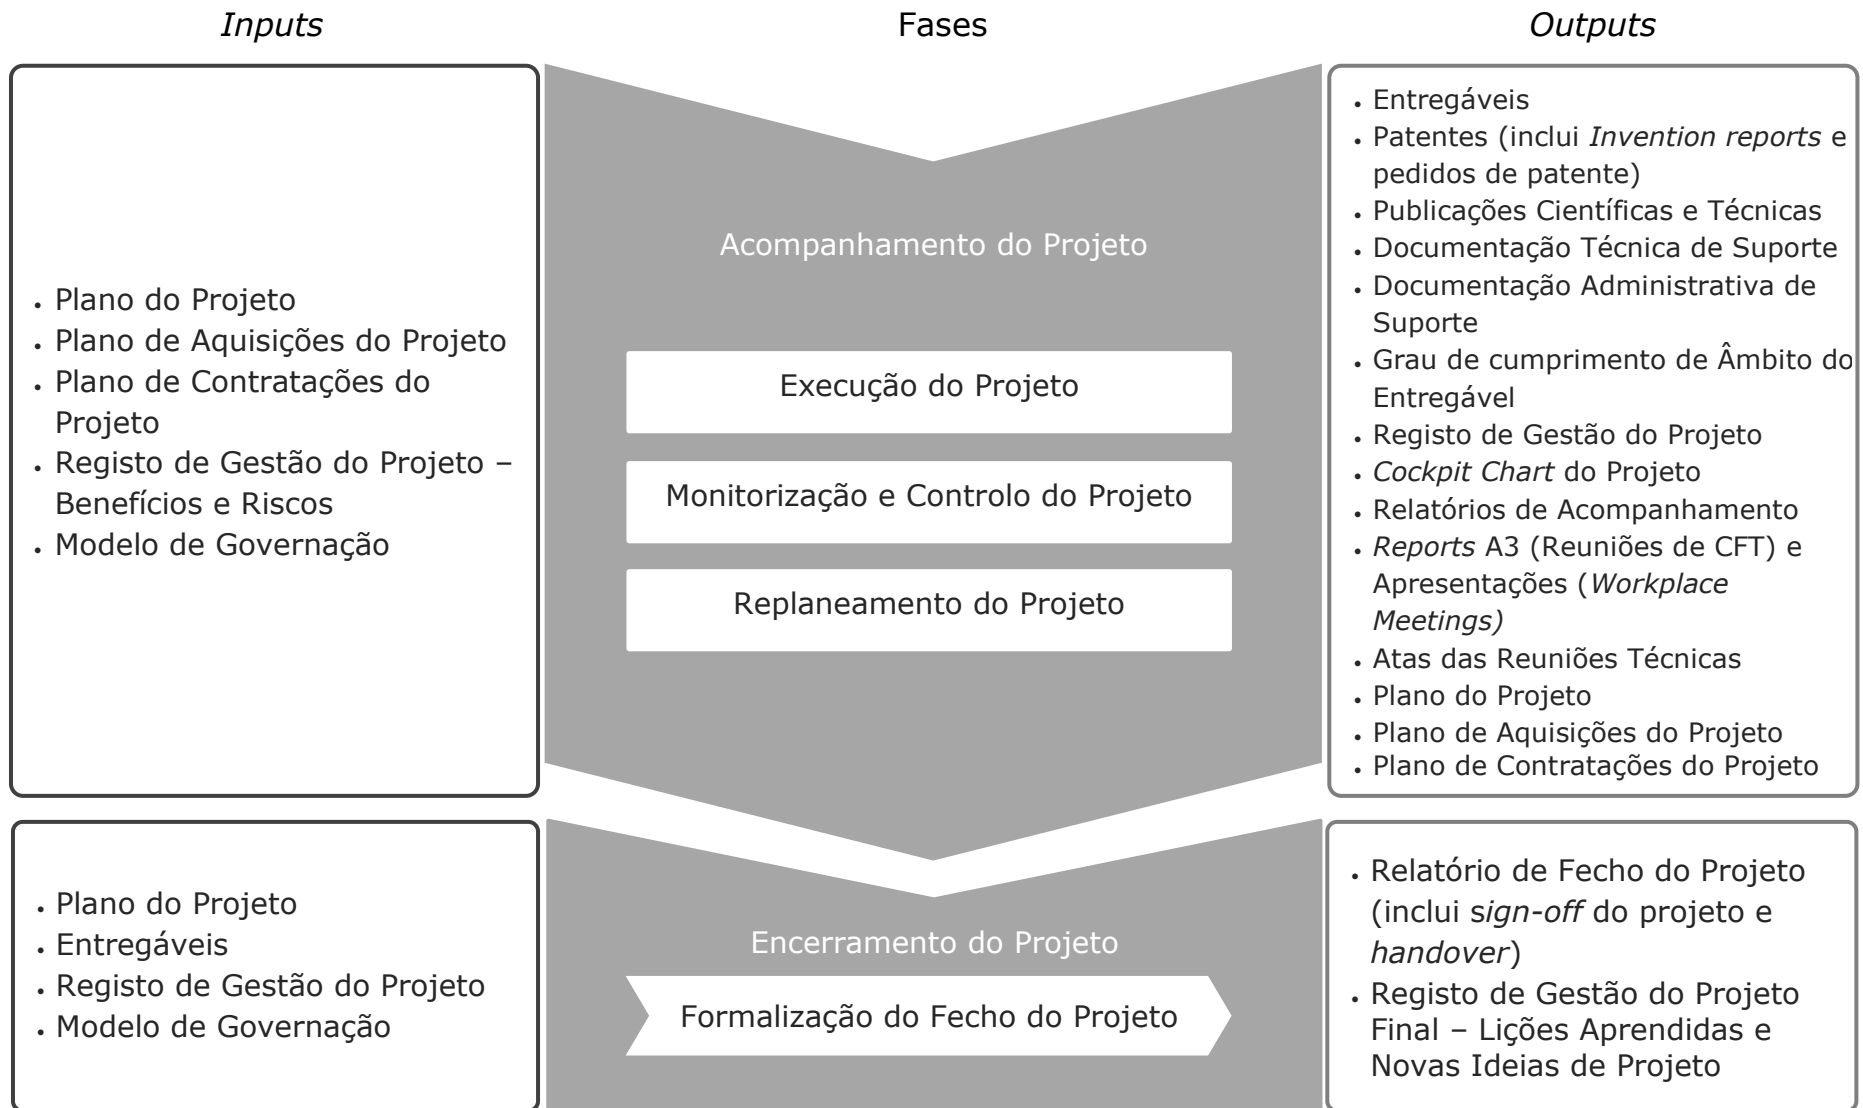 Inputs
Fases
Outputs
• Plano do Projeto
• Plano de Aquisições do Projeto
• Plano de Contratações do
Projeto
• Registo de Gestão do Projeto –
Benefícios e Riscos
• Modelo de Governação
Acompanhamento do Projeto
Execução do Projeto
Monitorização e Controlo do Projeto
Replaneamento do Projeto
• Entregáveis
• Patentes (inclui Invention reports e
pedidos de patente)
• Publicações Científicas e Técnicas
• Documentação Técnica de Suporte
• Documentação Administrativa de
Suporte
• Grau de cumprimento de Âmbito do
Entregável
• Registo de Gestão do Projeto
• Cockpit Chart do Projeto
• Relatórios de Acompanhamento
• Reports A3 (Reuniões de CFT) e
Apresentações (Workplace
Meetings)
• Atas das Reuniões Técnicas
• Plano do Projeto
• Plano de Aquisições do Projeto
• Plano de Contratações do Projeto
• Plano do Projeto
• Entregáveis
• Registo de Gestão do Projeto
• Modelo de Governação
Encerramento do Projeto
Formalização do Fecho do Projeto
• Relatório de Fecho do Projeto
(inclui sign-off do projeto e
handover)
• Registo de Gestão do Projeto
Final – Lições Aprendidas e
Novas Ideias de Projeto